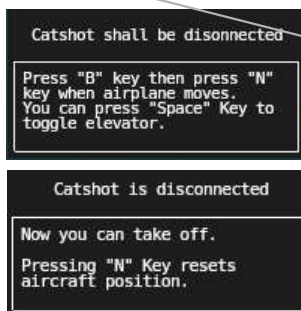 Catshot shall be disonnected
Press "B" key then press "N"
key when airplane moves.
You can press "Space" Key to
toggle elevator.
Catshot is disconnected
Now you can take off.
Pressing "N" Key resets
aircraft position.